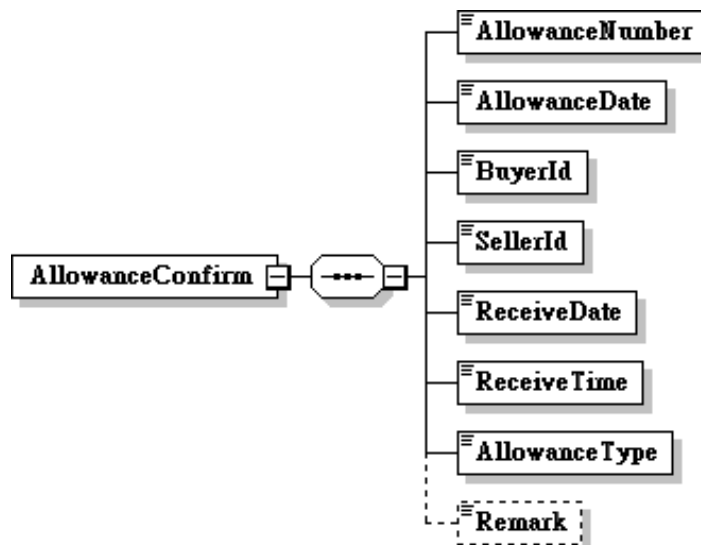 AllowanceNumber
AllowanceDate
BuyerId
SellerId
AllowanceConfirm
ReceiveDate
ReceiveTime
AllowanceType
Remark